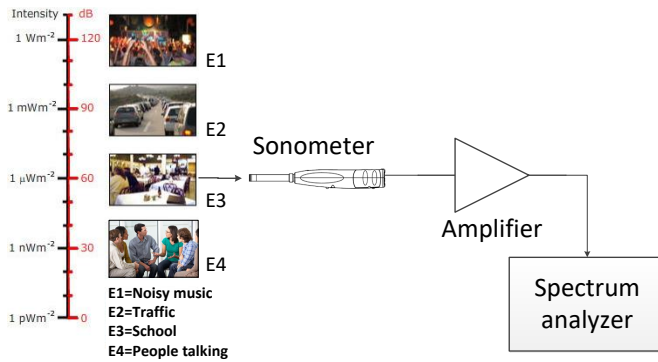 Intensity dB
1 Wm-2 120
E1
1 mWm-2 90
E2
Sonometer
1 μWm-2 60
E3
Amplifier
1 nWm-2 30
E4
Spectrum
analyzer
E1=Noisy music
1 pWm-2 0
E2=Traffic
E3=School
E4=People talking